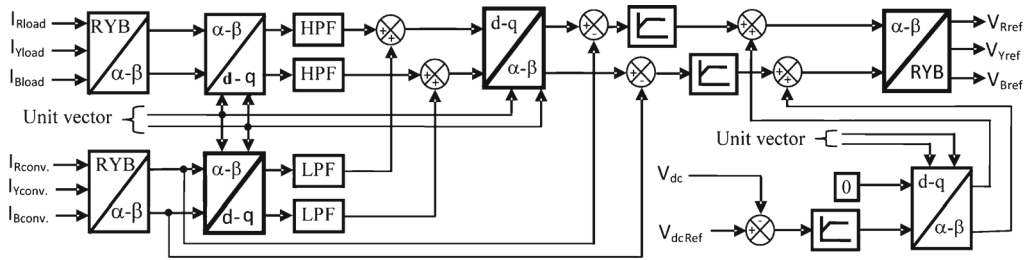 I_Rload
I_Yload
I_Bload
RYB
α-β
α-β
d-q
HPF
HPF
+
+
+
+
d-q
α-β
+
-
+
-
+
+
+
+
α-β
RYB
V_Rref
V_Yref
V_Bref
Unit vector
I_Rconv.
I_Yconv.
I_Bconv.
RYB
α-β
α-β
d-q
LPF
LPF
Unit vector
V_dc
V_dcRef
-
+
0
d-q
α-β